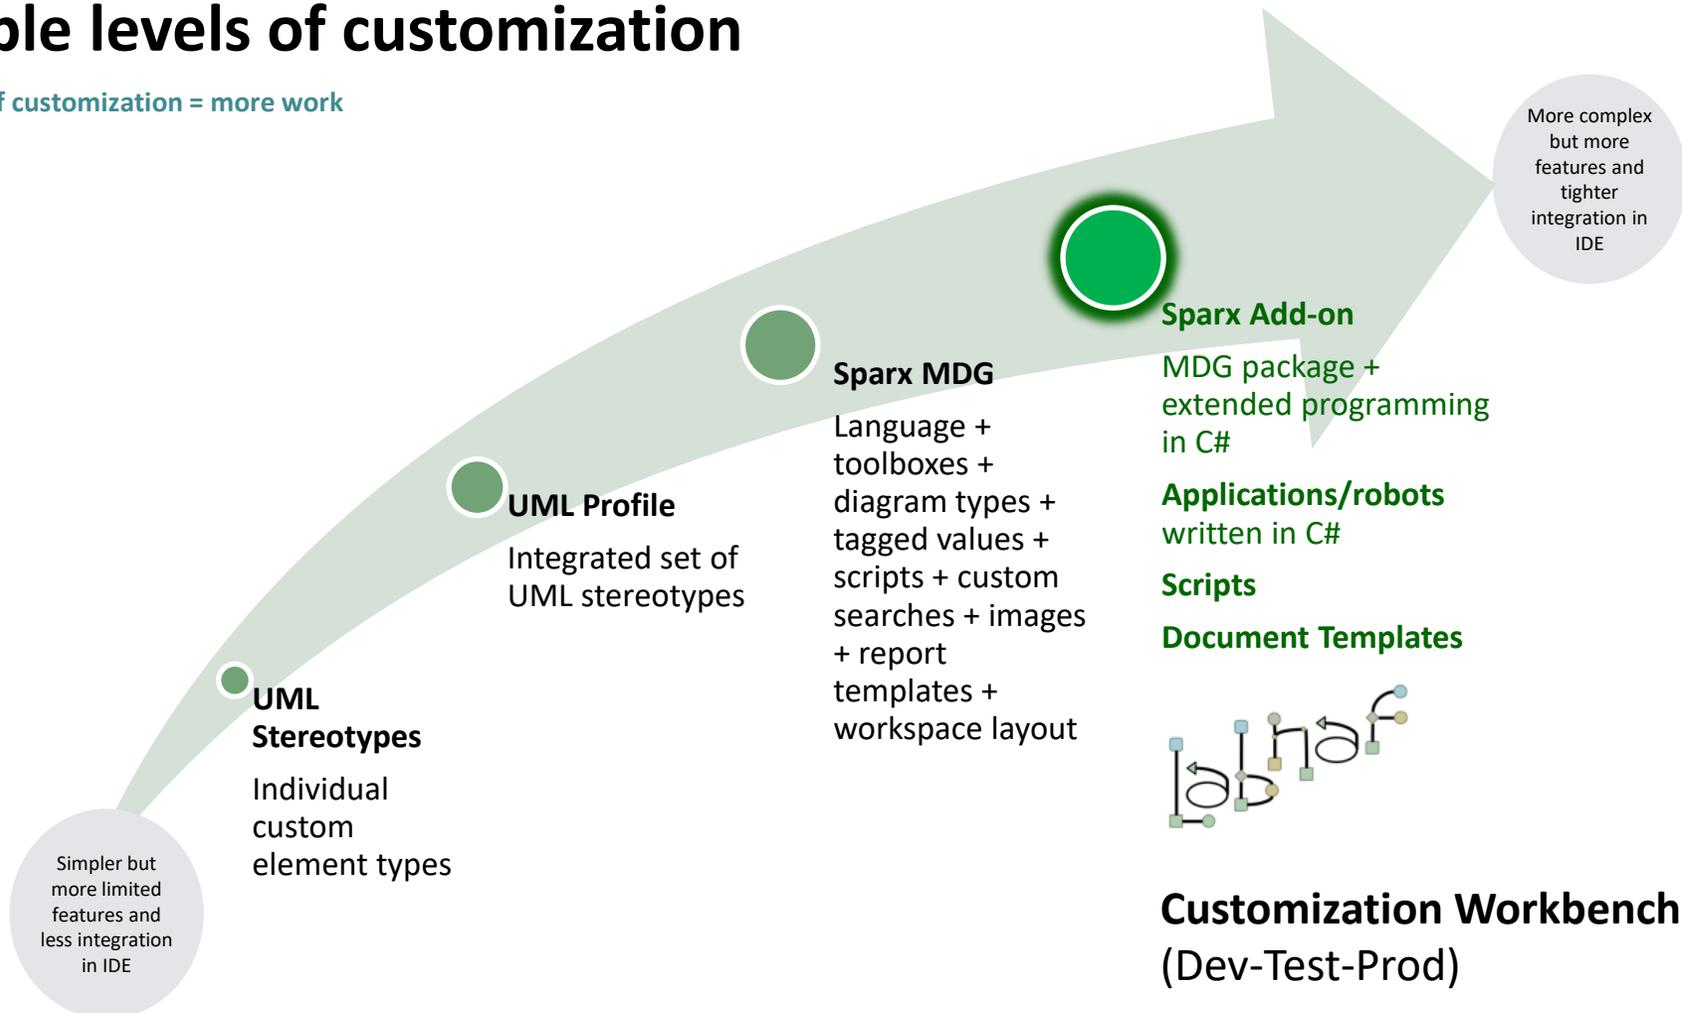 ple levels of customization
f customization = more work
More complex
but more
features and
tighter
integration in
IDE
Sparx Add-on
MDG package +
extended programming
in C#
Applications/robots
written in C#
Scripts
Document Templates
Sparx MDG
Language +
toolboxes +
diagram types +
tagged values +
scripts + custom
searches + images
+ report
templates +
workspace layout
UML Profile
Integrated set of
UML stereotypes
UML
Stereotypes
Individual
custom
element types
Simpler but
more limited
features and
less integration
in IDE
labnaf
Customization Workbench
(Dev-Test-Prod)